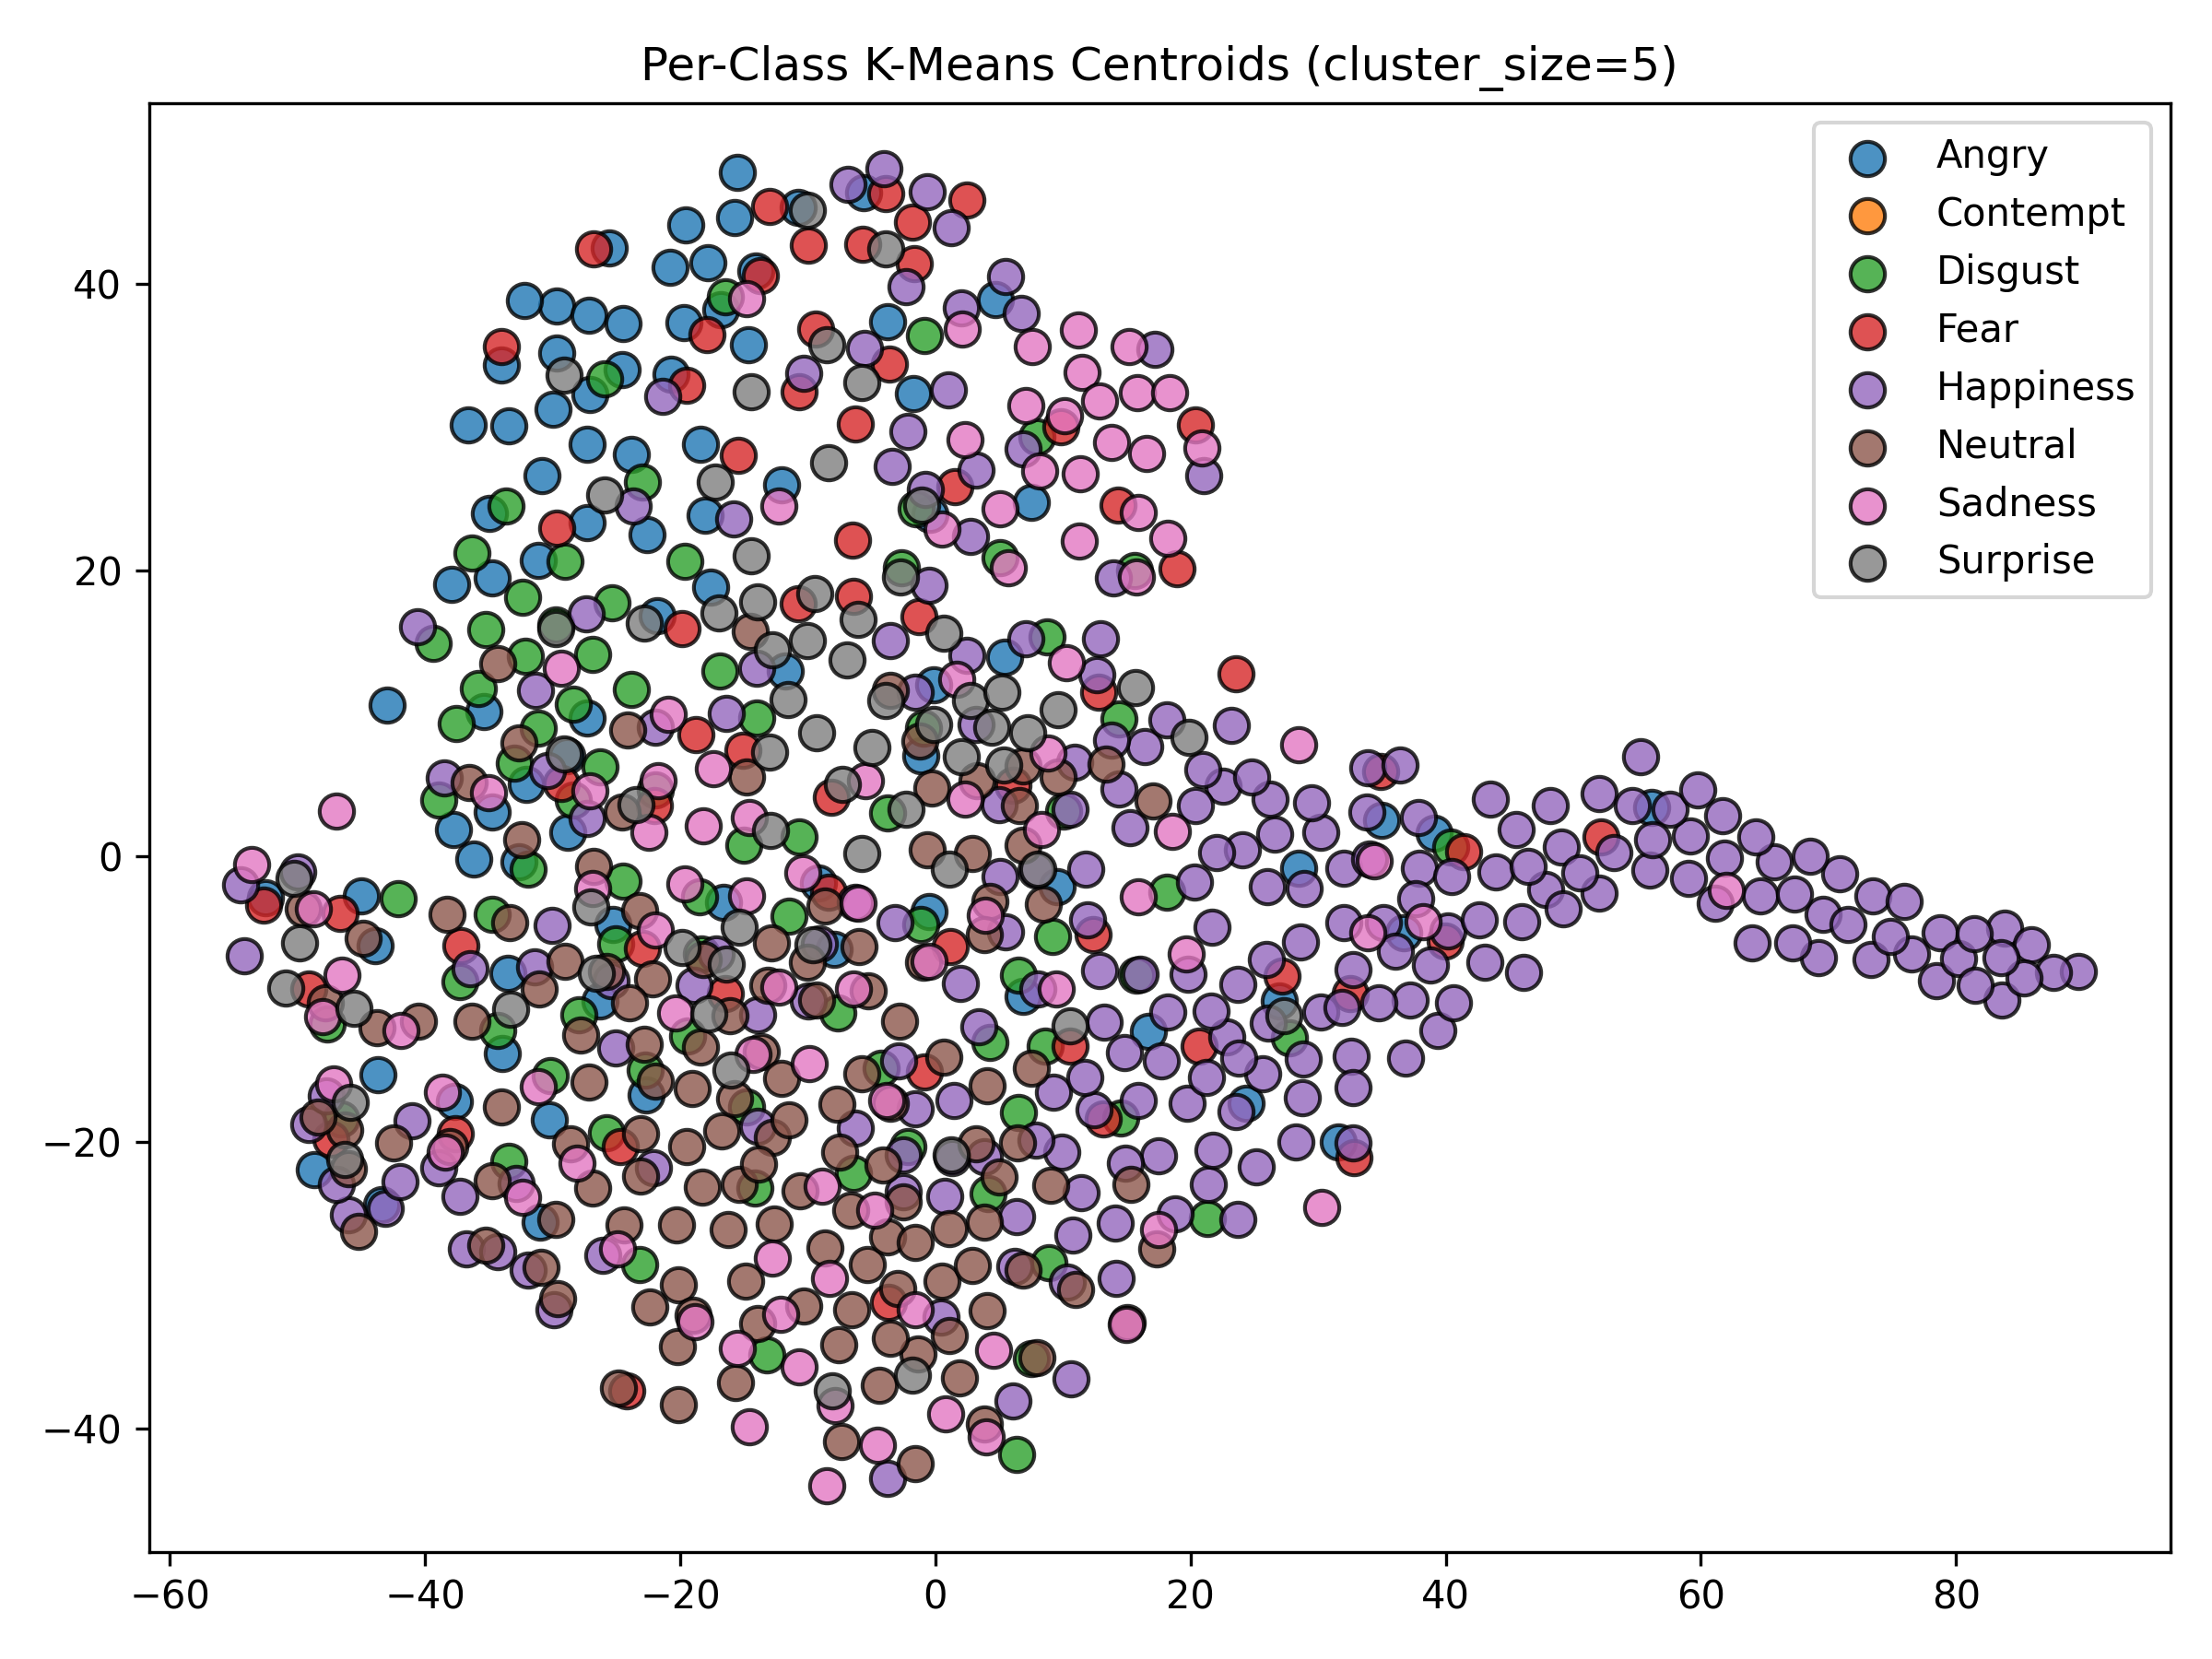 Per-Class K-Means Centroids (cluster_size=5)
Angry
Contempt
Disgust
Fear
Happiness
Neutral
Sadness
Surprise
40
20
0
−20
−40
−60 −40 −20 0 20 40 60 80